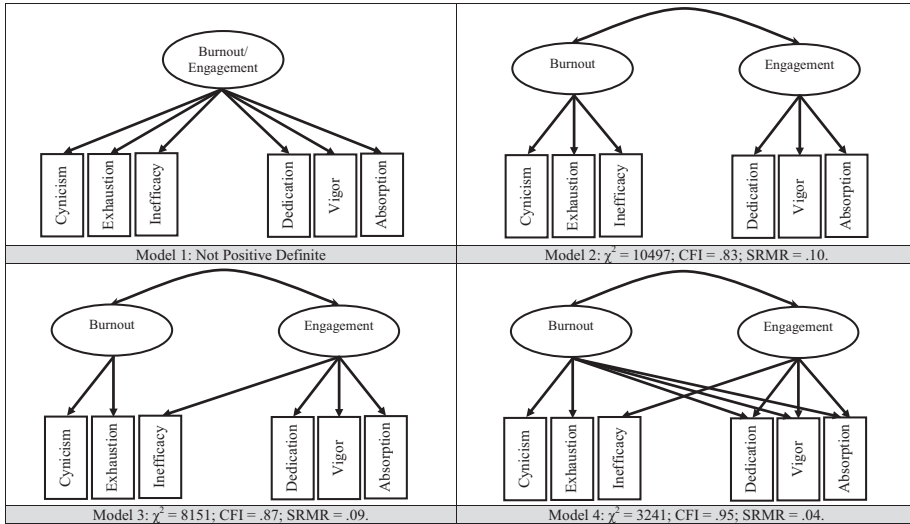 Burnout/
Engagement
Cynicism
Exhaustion
Inefficacy
Dedication
Vigor
Absorption
Model 1: Not Positive Definite
Burnout
Engagement
Cynicism
Exhaustion
Inefficacy
Dedication
Vigor
Absorption
Model 2: χ² = 10497; CFI = .83; SRMR = .10.
Burnout
Engagement
Cynicism
Exhaustion
Inefficacy
Dedication
Vigor
Absorption
Model 3: χ² = 8151; CFI = .87; SRMR = .09.
Burnout
Engagement
Cynicism
Exhaustion
Inefficacy
Dedication
Vigor
Absorption
Model 4: χ² = 3241; CFI = .95; SRMR = .04.